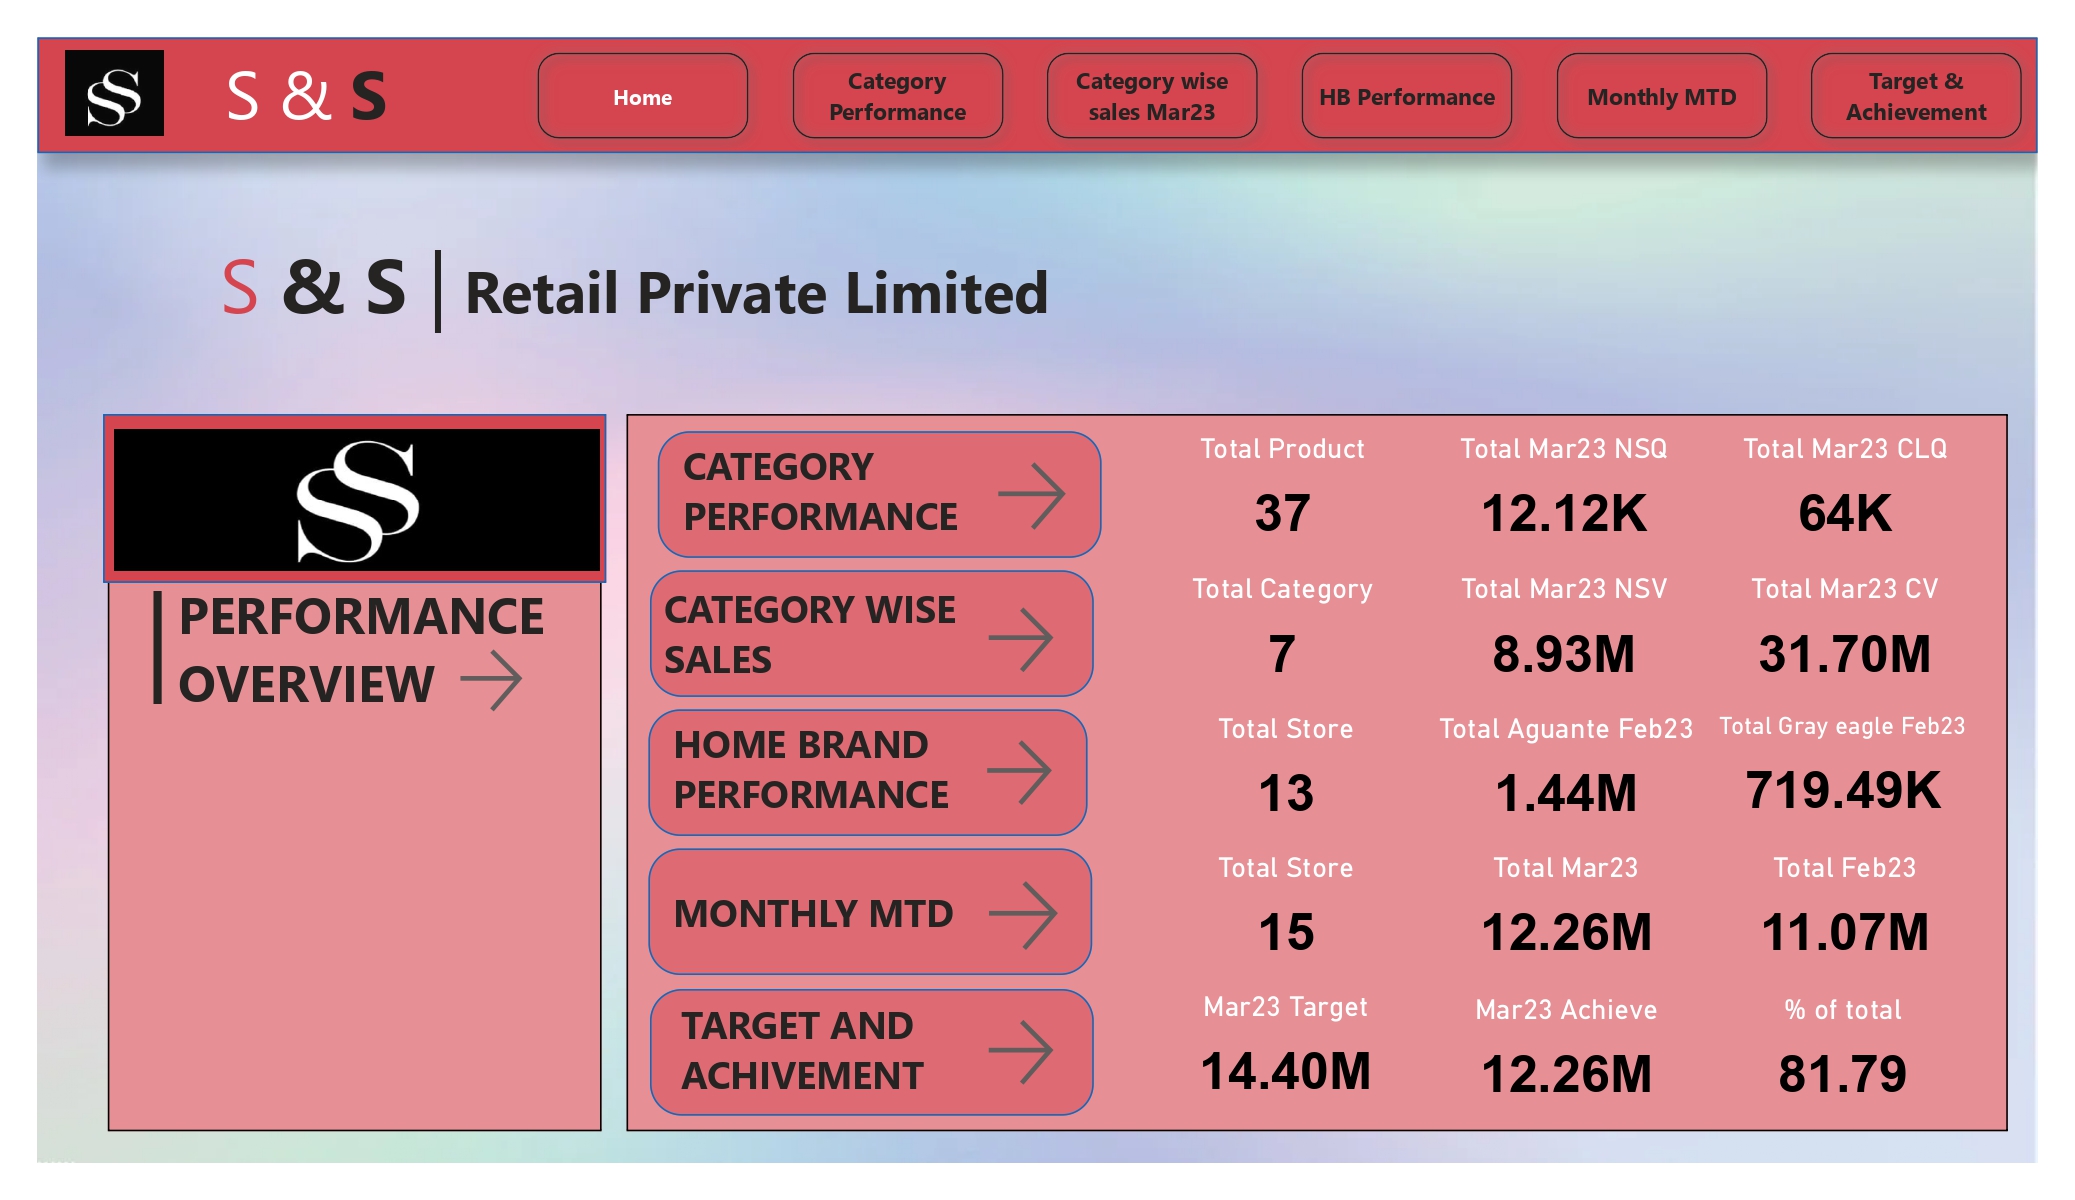 S & S
Home
Category
Performance
Category wise
sales Mar23
HB Performance
Monthly MTD
Target &
Achievement
S & S | Retail Private Limited
PERFORMANCE
OVERVIEW
CATEGORY
PERFORMANCE
Total Product
37
Total Mar23 NSQ
12.12K
Total Mar23 CLQ
64K
CATEGORY WISE
SALES
Total Category
7
Total Mar23 NSV
8.93M
Total Mar23 CV
31.70M
HOME BRAND
PERFORMANCE
Total Store
13
Total Aguante Feb23
1.44M
Total Gray eagle Feb23
719.49K
MONTHLY MTD
Total Store
15
Total Mar23
12.26M
Total Feb23
11.07M
TARGET AND
ACHIVEMENT
Mar23 Target
14.40M
Mar23 Achieve
12.26M
% of total
81.79